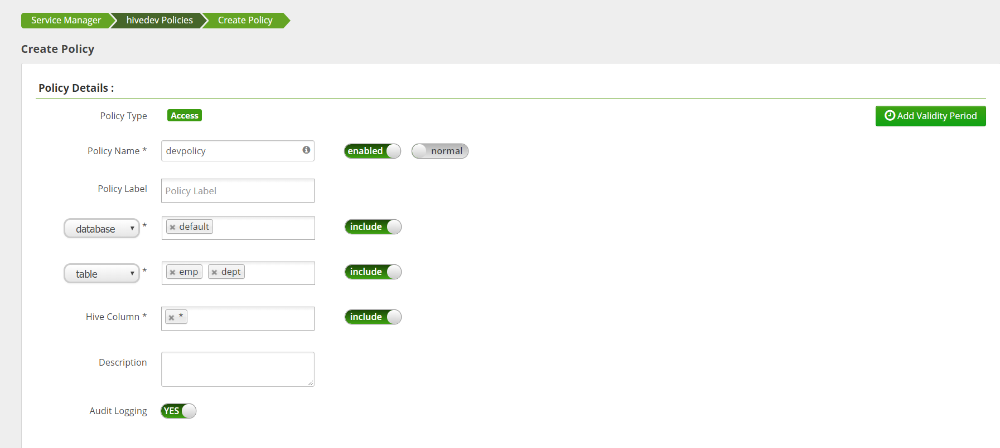 Service Manager hivedev Policies Create Policy
Create Policy
Policy Details :
Policy Type Access Add Validity Period
Policy Name * devpolicy enabled normal
Policy Label Policy Label
database * default include
table * emp dept include
Hive Column * * include
Description
Audit Logging YES